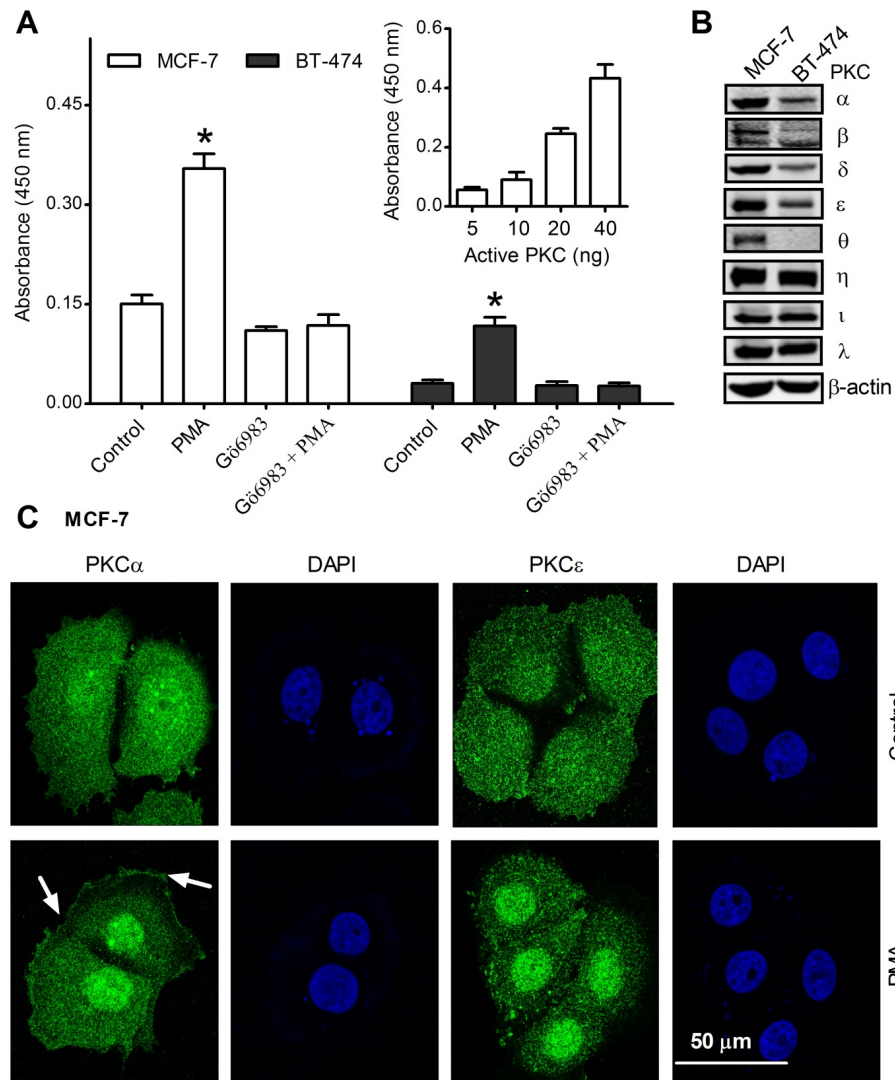 A
MCF-7 BT-474
Absorbance (450 nm)
0.45
0.30
0.15
0.00
*
*
Control
PMA
Gö6983
Gö6983 + PMA
Control
PMA
Gö6983
Gö6983 + PMA
Absorbance (450 nm)
0.6
0.4
0.2
0.0
5 10 20 40
Active PKC (ng)
B
MCF-7 BT-474 PKC
α
β
δ
ε
θ
η
ι
λ
β-actin
C MCF-7
PKCα DAPI PKCε DAPI
Control
PMA
50 μm